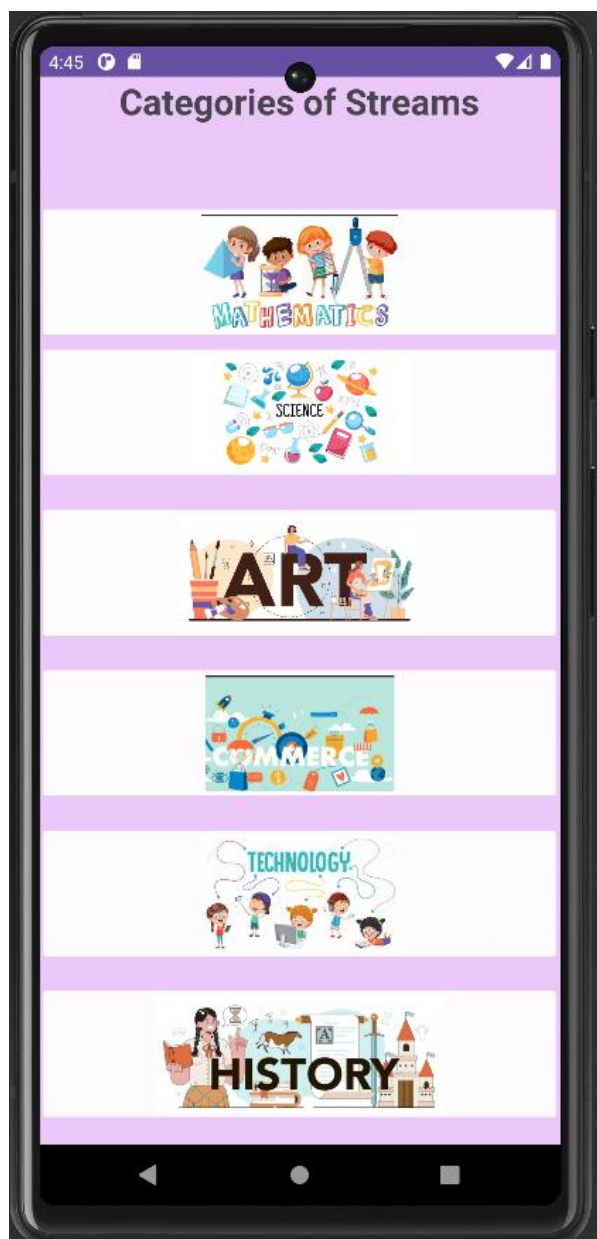 4:45
Categories of Streams
MATHEMATICS
SCIENCE
ART
COMMERCE
TECHNOLOGY
A
HISTORY